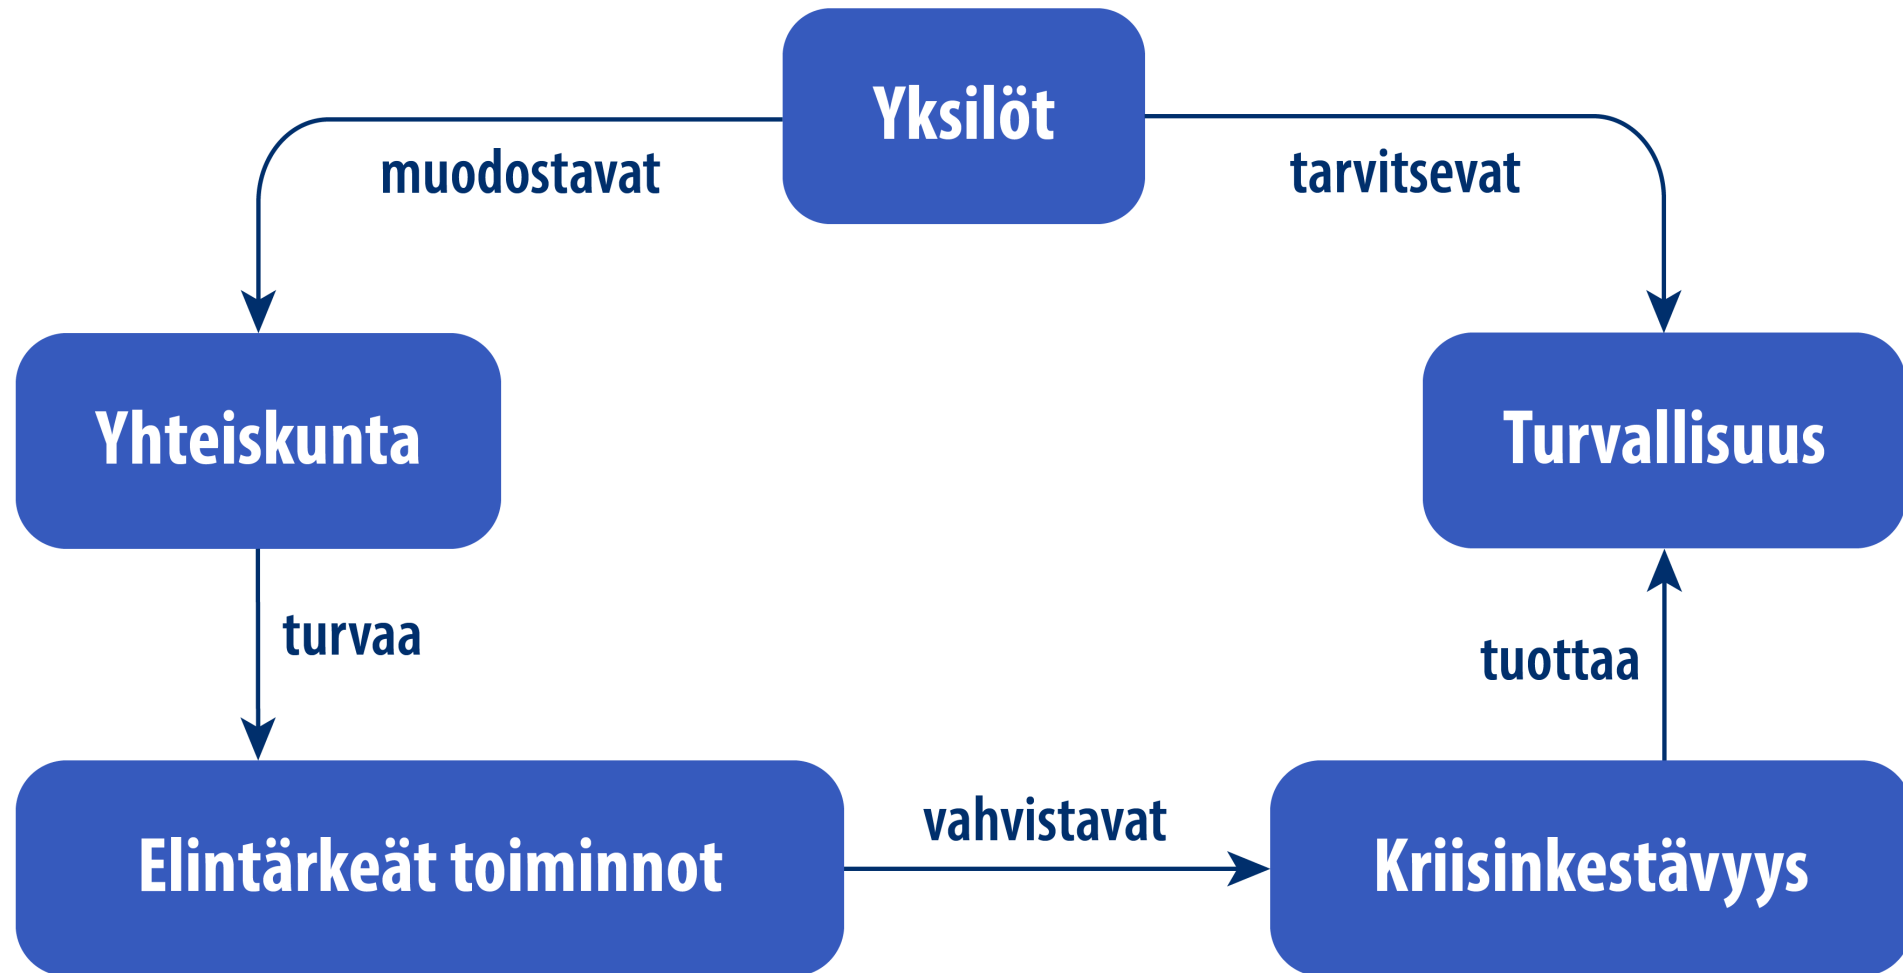 Yksilöt
muodostavat
tarvitsevat
Yhteiskunta
Turvallisuus
turvaa
tuottaa
Elintärkeät toiminnot
vahvistavat
Kriisinkestävyys